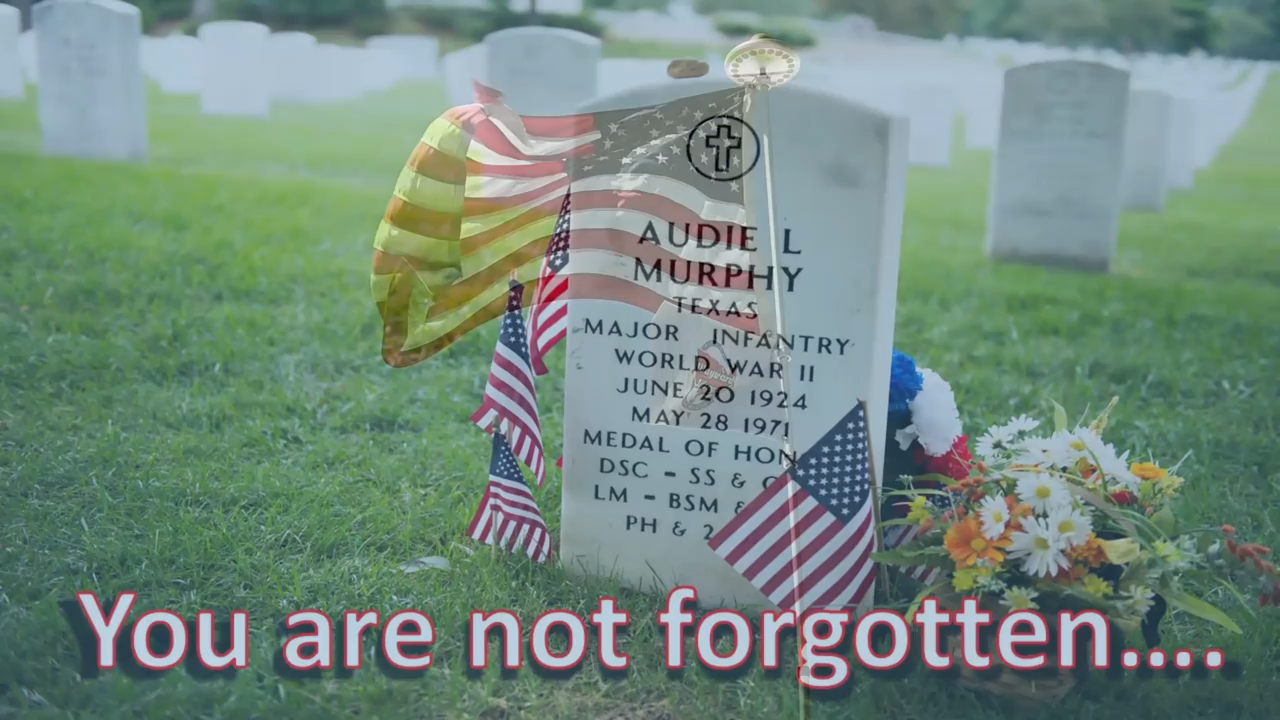 AUDIE L
MURPHY
TEXAS
MAJOR INFANTRY
WORLD WAR II
JUNE 20 1924
MAY 28 1971
MEDAL OF HON
DSC - SS &
LM - BSM &
PH & 2
You are not forgotten....